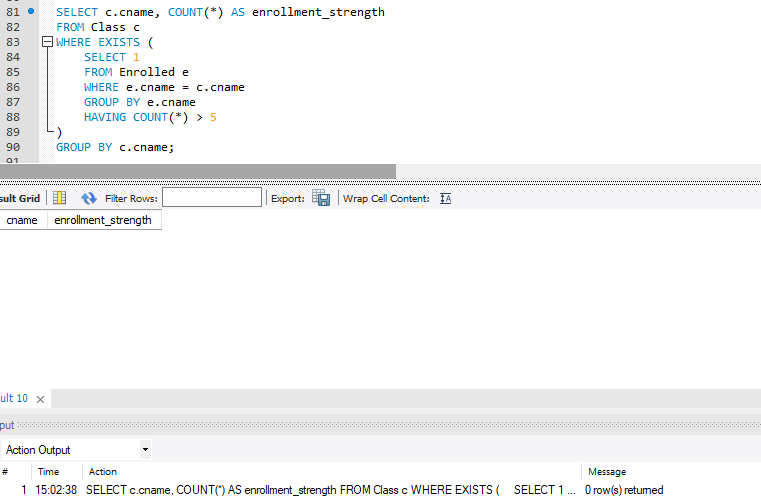 81 SELECT c.cname, COUNT(*) AS enrollment_strength
82 FROM Class c
83 WHERE EXISTS (
84 SELECT 1
85 FROM Enrolled e
86 WHERE e.cname = c.cname
87 GROUP BY e.cname
88 HAVING COUNT(*) > 5
89 )
90 GROUP BY c.cname;
91
sult Grid Filter Rows: Export: Wrap Cell Content: IA
cname enrollment_strength
ult 10 ×
put
Action Output
# Time Action Message
1 15:02:38 SELECT c.cname, COUNT(*) AS enrollment_strength FROM Class c WHERE EXISTS ( SELECT 1 ... 0 row(s) returned